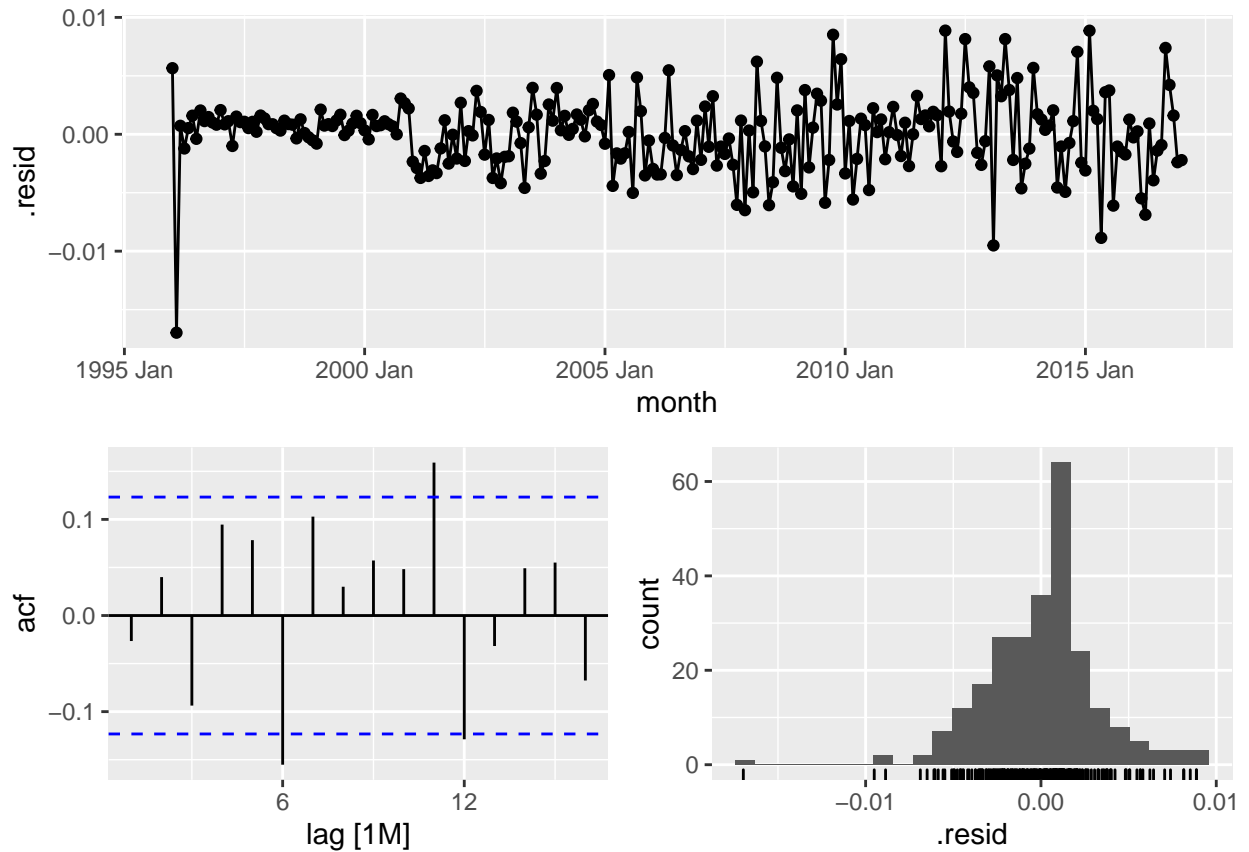 0.01
0.00
−0.01
.resid
1995 Jan
2000 Jan
2005 Jan
2010 Jan
2015 Jan
month
0.1
0.0
−0.1
acf
6
12
lag [1M]
60
40
20
0
count
−0.01
0.00
0.01
.resid